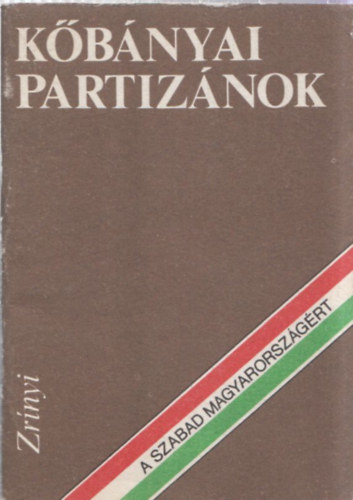 KŐBÁNYAI
PARTIZÁNOK
A SZABAD MAGYARORSZÁGÉRT
Zrínyi